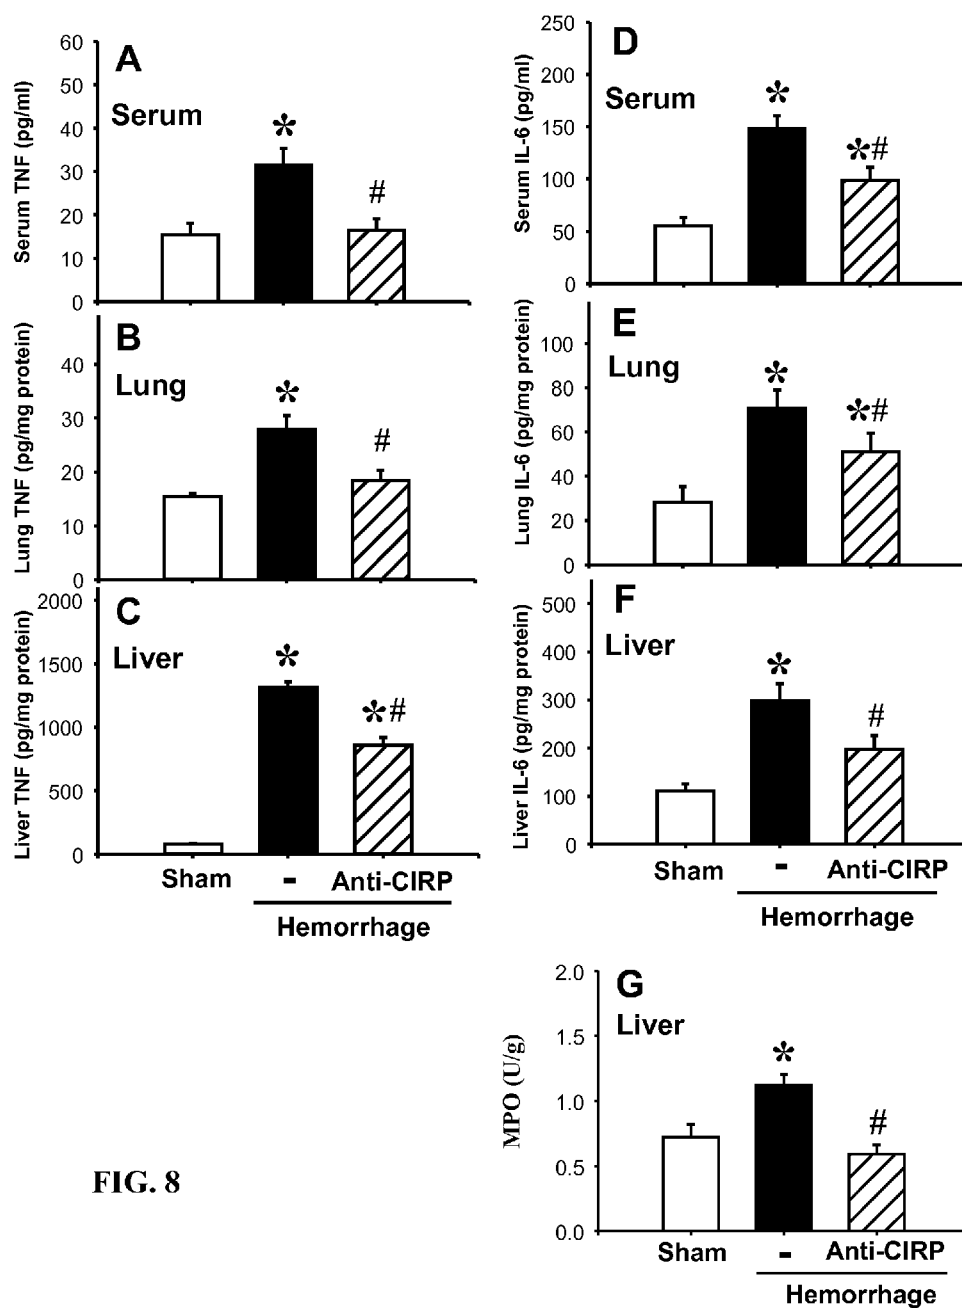 A
Serum
Serum TNF (pg/ml)
60
50
40
30
20
10
0
*
#
B
Lung
Lung TNF (pg/mg protein)
40
30
20
10
0
*
#
C
Liver
Liver TNF (pg/mg protein)
2000
1500
1000
500
0
*
*#
Sham
-
Anti-CIRP
Hemorrhage
D
Serum
Serum IL-6 (pg/ml)
250
200
150
100
50
0
*
*#
E
Lung
Lung IL-6 (pg/mg protein)
100
80
60
40
20
0
*
*#
F
Liver
Liver IL-6 (pg/mg protein)
500
400
300
200
100
0
*
#
Sham
-
Anti-CIRP
Hemorrhage
G
Liver
MPO (U/g)
2.0
1.5
1.0
0.5
0.0
*
#
Sham
-
Anti-CIRP
Hemorrhage
FIG. 8